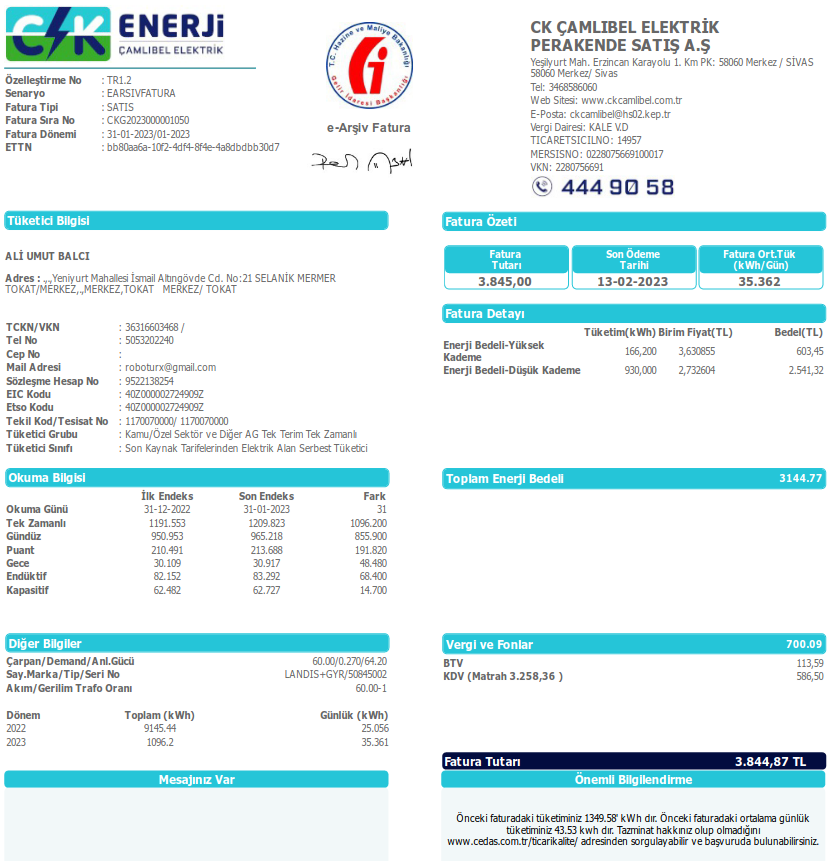 CK ENERJi
ÇAMLIBEL ELEKTRİK
Özelleştirme No : TR1.2
Senaryo : EARSIVFATURA
Fatura Tipi : SATIS
Fatura Sıra No : CKG2023000001050
Fatura Dönemi : 31-01-2023/01-2023
ETTN : bb80aa6a-10f2-4df4-8f4e-4a8dbdbb30d7
T.C. Hazine ve Maliye Bakanlığı
Gelir İdaresi Başkanlığı
e-Arşiv Fatura
CK ÇAMLIBEL ELEKTRİK
PERAKENDE SATIŞ A.Ş
Yeşilyurt Mah. Erzincan Karayolu 1. Km PK: 58060 Merkez / SİVAS
58060 Merkez/ Sivas
Tel: 3468586060
Web Sitesi: www.ckcamlibel.com.tr
E-Posta: ckcamlibel@hs02.kep.tr
Vergi Dairesi: KALE V.D
TICARETSICILNO: 14957
MERSISNO: 0228075669100017
VKN: 2280756691
444 90 58
Tüketici Bilgisi
ALİ UMUT BALCI
Adres : .,.,Yeniyurt Mahallesi İsmail Altıngövde Cd. No:21 SELANİK MERMER
TOKAT/MERKEZ,.,MERKEZ,TOKAT MERKEZ/ TOKAT
TCKN/VKN : 36316603468 /
Tel No : 5053202240
Cep No :
Mail Adresi : roboturx@gmail.com
Sözleşme Hesap No : 9522138254
EIC Kodu : 40Z000002724909Z
Etso Kodu : 40Z000002724909Z
Tekil Kod/Tesisat No : 1170070000/ 1170070000
Tüketici Grubu : Kamu/Özel Sektör ve Diğer AG Tek Terim Tek Zamanlı
Tüketici Sınıfı : Son Kaynak Tarifelerinden Elektrik Alan Serbest Tüketici
Fatura Özeti
Fatura Tutarı Son Ödeme Tarihi Fatura Ort.Tük (kWh/Gün)
3.845,00 13-02-2023 35.362
Fatura Detayı
Tüketim(kWh) Birim Fiyat(TL) Bedel(TL)
Enerji Bedeli-Yüksek Kademe 166,200 3,630855 603,45
Enerji Bedeli-Düşük Kademe 930,000 2,732604 2.541,32
Okuma Bilgisi
İlk Endeks Son Endeks Fark
Okuma Günü 31-12-2022 31-01-2023 31
Tek Zamanlı 1191.553 1209.823 1096.200
Gündüz 950.953 965.218 855.900
Puant 210.491 213.688 191.820
Gece 30.109 30.917 48.480
Endüktif 82.152 83.292 68.400
Kapasitif 62.482 62.727 14.700
Toplam Enerji Bedeli 3144.77
Diğer Bilgiler
Çarpan/Demand/Anl.Gücü 60.00/0.270/64.20
Say.Marka/Tip/Seri No LANDIS+GYR/50845002
Akım/Gerilim Trafo Oranı 60.00-1
Dönem Toplam (kWh) Günlük (kWh)
2022 9145.44 25.056
2023 1096.2 35.361
Vergi ve Fonlar 700.09
BTV 113,59
KDV (Matrah 3.258,36 ) 586,50
Fatura Tutarı 3.844,87 TL
Mesajınız Var
Önemli Bilgilendirme
Önceki faturadaki tüketiminiz 1349.58' kWh dır. Önceki faturadaki ortalama günlük
tüketiminiz 43.53 kwh dır. Tazminat hakkınız olup olmadığını
www.cedas.com.tr/ticarikalite/ adresinden sorgulayabilir ve başvuruda bulunabilirsiniz.